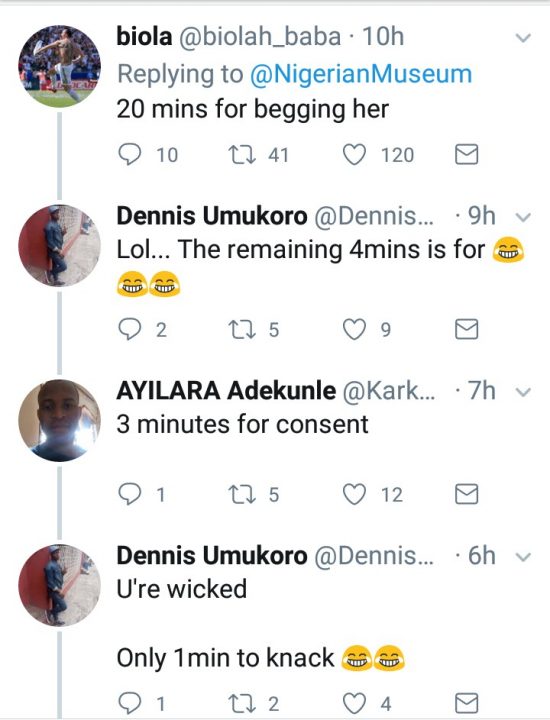 biola @biolah_baba · 10h
Replying to @NigerianMuseum
20 mins for begging her
10 41 120
Dennis Umukoro @Dennis... · 9h
Lol... The remaining 4mins is for 😂
😂😂
2 5 9
AYILARA Adekunle @Kark... · 7h
3 minutes for consent
1 5 12
Dennis Umukoro @Dennis... · 6h
U're wicked
Only 1min to knack 😂😂
1 2 4